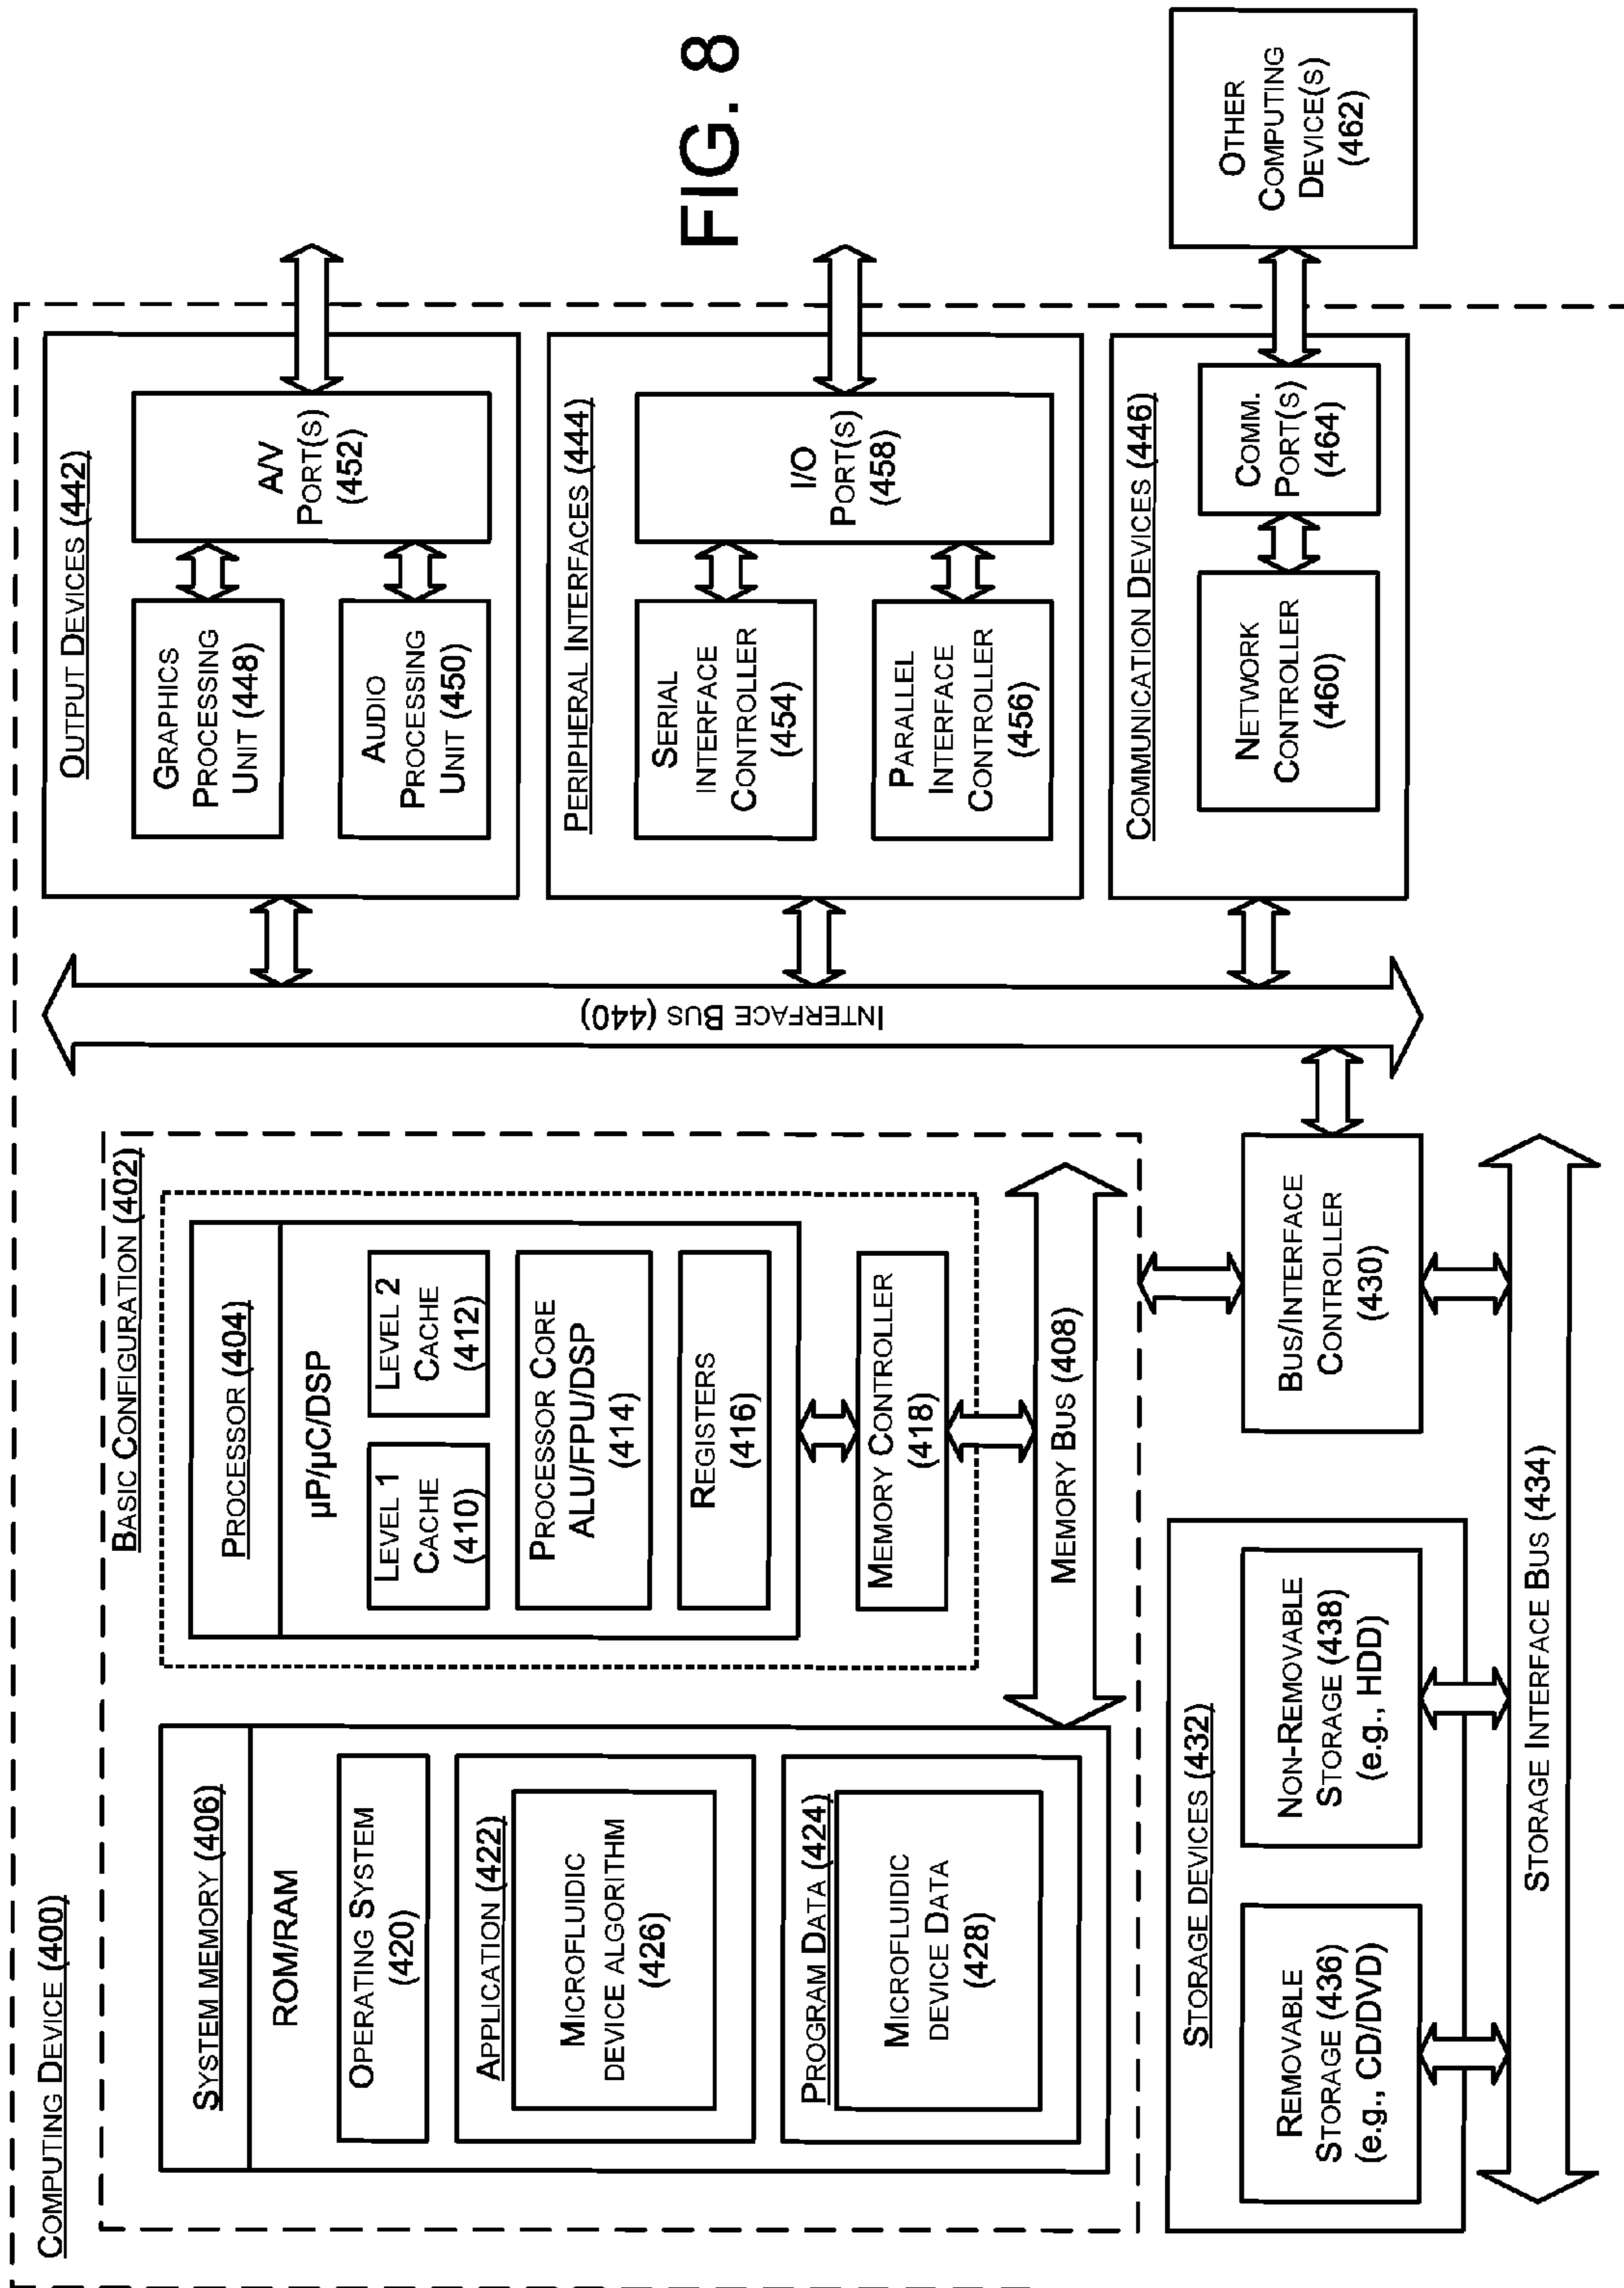 COMPUTING DEVICE (400)
BASIC CONFIGURATION (402)
SYSTEM MEMORY (406)
ROM/RAM
OPERATING SYSTEM
(420)
APPLICATION (422)
MICROFLUIDIC
DEVICE ALGORITHM
(426)
PROGRAM DATA (424)
MICROFLUIDIC
DEVICE DATA
(428)
PROCESSOR (404)
µP/µC/DSP
LEVEL 1
CACHE
(410)
LEVEL 2
CACHE
(412)
PROCESSOR CORE
ALU/FPU/DSP
(414)
REGISTERS
(416)
MEMORY CONTROLLER
(418)
MEMORY BUS (408)
BUS/INTERFACE
CONTROLLER
(430)
STORAGE DEVICES (432)
REMOVABLE
STORAGE (436)
(e.g., CD/DVD)
NON-REMOVABLE
STORAGE (438)
(e.g., HDD)
STORAGE INTERFACE BUS (434)
INTERFACE BUS (440)
OUTPUT DEVICES (442)
GRAPHICS
PROCESSING
UNIT (448)
AUDIO
PROCESSING
UNIT (450)
A/V
PORT(S)
(452)
PERIPHERAL INTERFACES (444)
SERIAL
INTERFACE
CONTROLLER
(454)
PARALLEL
INTERFACE
CONTROLLER
(456)
I/O
PORT(S)
(458)
COMMUNICATION DEVICES (446)
NETWORK
CONTROLLER
(460)
COMM.
PORT(S)
(464)
OTHER
COMPUTING
DEVICE(S)
(462)
FIG. 8